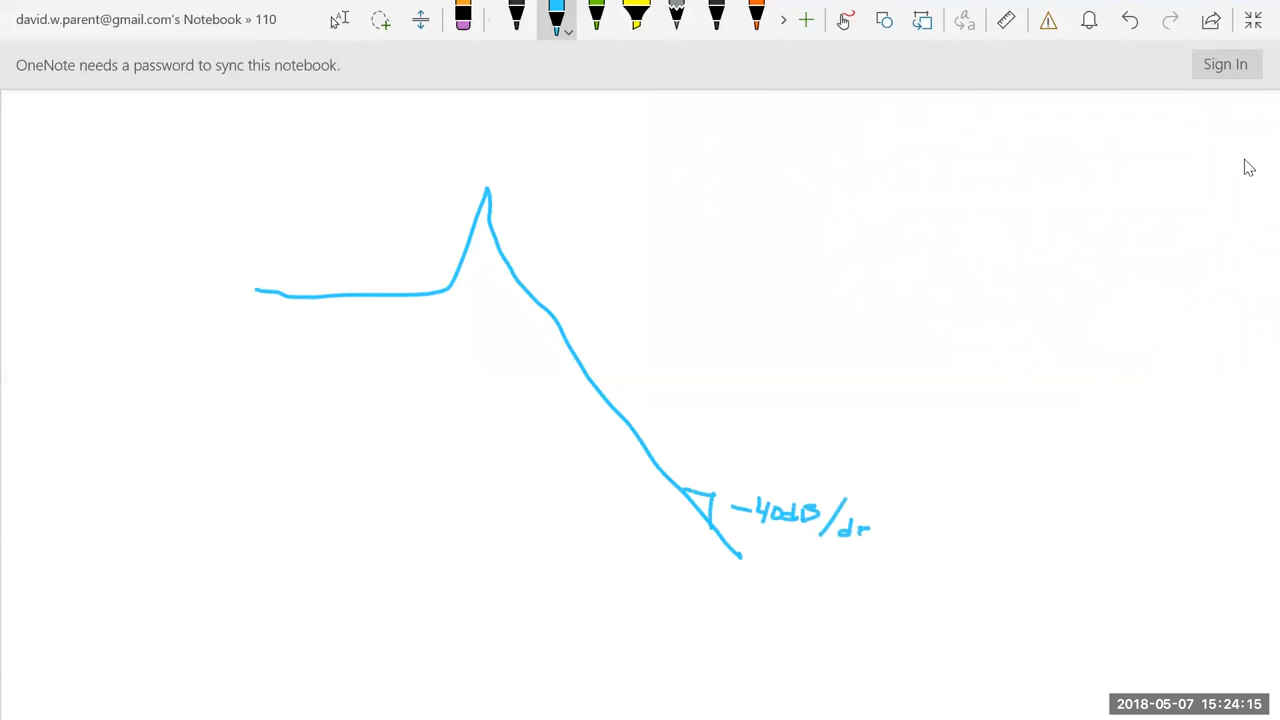 david.w.parent@gmail.com's Notebook » 110
OneNote needs a password to sync this notebook.
Sign In
-40dB/dr
2018-05-07 15:24:15